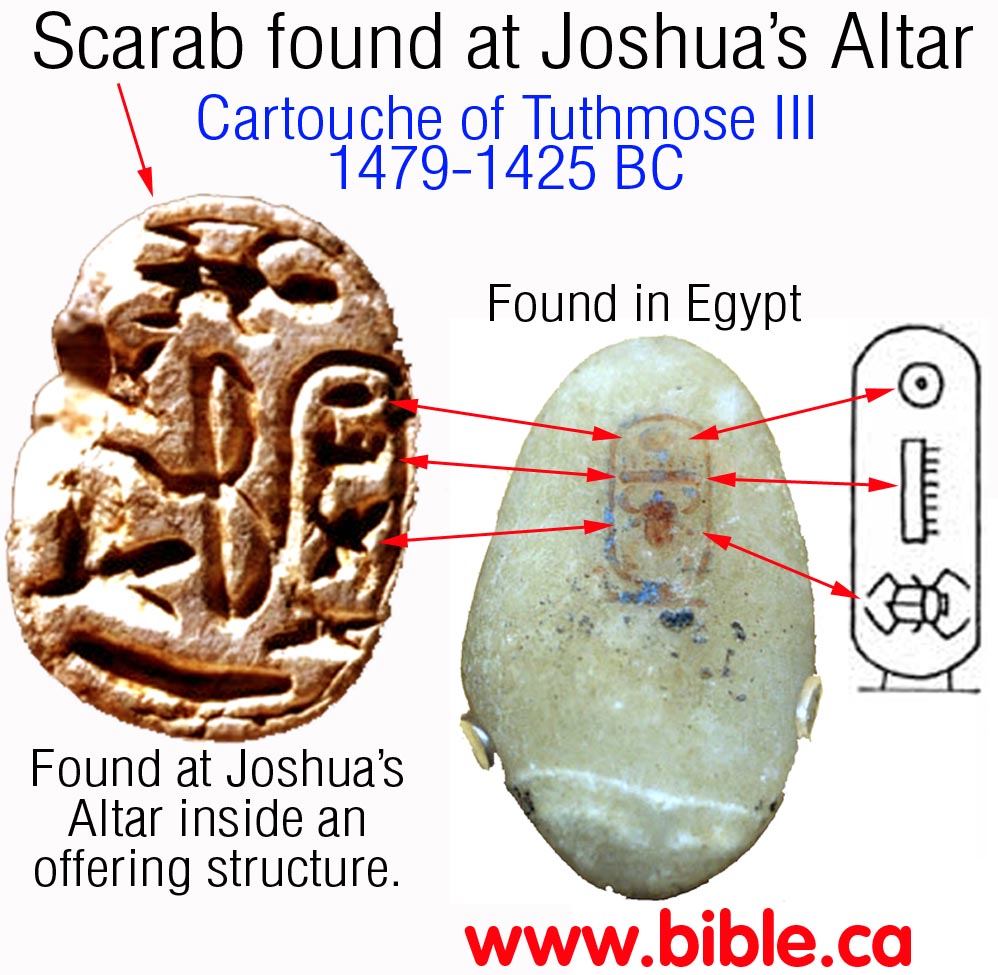 Scarab found at Joshua's Altar
Cartouche of Tuthmose III
1479-1425 BC
Found in Egypt
Found at Joshua's
Altar inside an
offering structure.
www.bible.ca